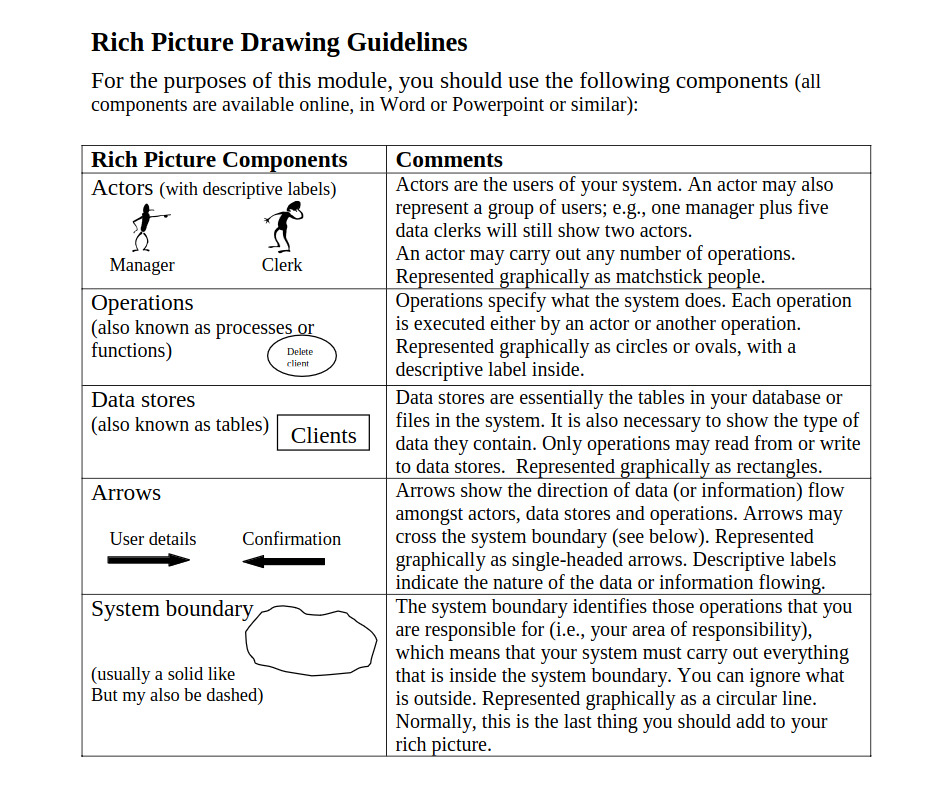 Rich Picture Drawing Guidelines
For the purposes of this module, you should use the following components (all
components are available online, in Word or Powerpoint or similar):
Rich Picture Components
Comments
Actors (with descriptive labels)
Manager
Clerk
Actors are the users of your system. An actor may also
represent a group of users; e.g., one manager plus five
data clerks will still show two actors.
An actor may carry out any number of operations.
Represented graphically as matchstick people.
Operations
(also known as processes or
functions)
Delete
client
Operations specify what the system does. Each operation
is executed either by an actor or another operation.
Represented graphically as circles or ovals, with a
descriptive label inside.
Data stores
(also known as tables)
Clients
Data stores are essentially the tables in your database or
files in the system. It is also necessary to show the type of
data they contain. Only operations may read from or write
to data stores.  Represented graphically as rectangles.
Arrows
User details
Confirmation
Arrows show the direction of data (or information) flow
amongst actors, data stores and operations. Arrows may
cross the system boundary (see below). Represented
graphically as single-headed arrows. Descriptive labels
indicate the nature of the data or information flowing.
System boundary
(usually a solid like
But my also be dashed)
The system boundary identifies those operations that you
are responsible for (i.e., your area of responsibility),
which means that your system must carry out everything
that is inside the system boundary. You can ignore what
is outside. Represented graphically as a circular line.
Normally, this is the last thing you should add to your
rich picture.